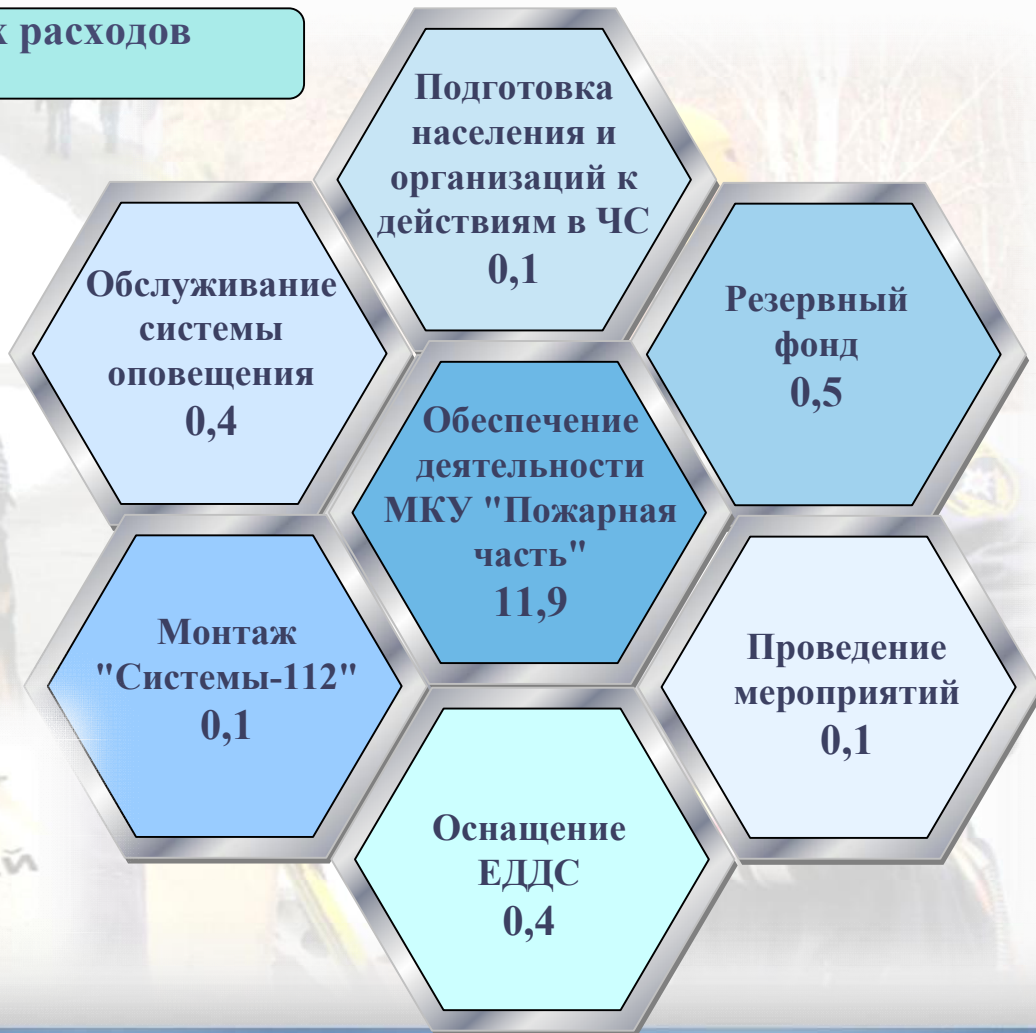 х расходов
Подготовка
населения и
организаций к
действиям в ЧС
0,1
Обслуживание
системы
оповещения
0,4
Резервный
фонд
0,5
Обеспечение
деятельности
МКУ "Пожарная
часть"
11,9
Монтаж
"Системы-112"
0,1
Проведение
мероприятий
0,1
Оснащение
ЕДДС
0,4